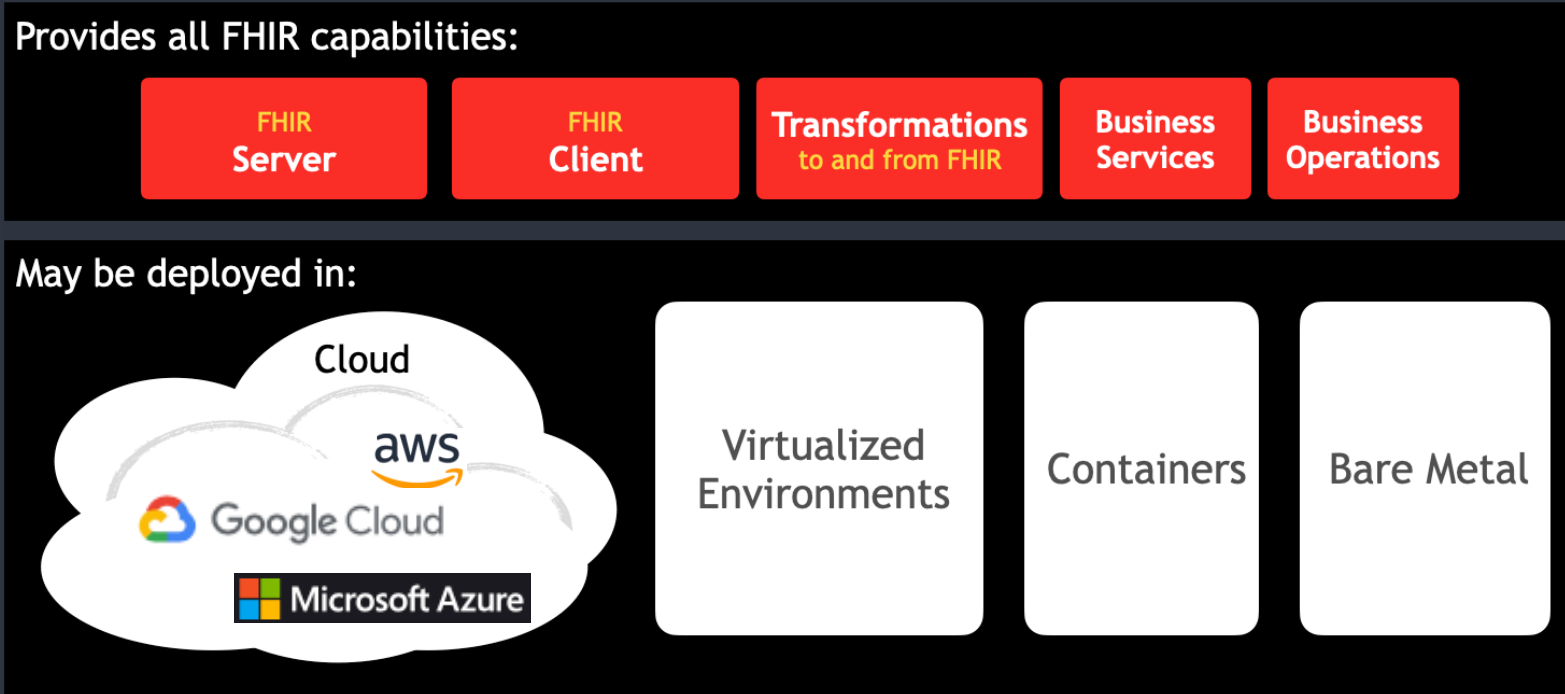 Provides all FHIR capabilities:
FHIR
Server
FHIR
Client
Transformations
to and from FHIR
Business
Services
Business
Operations
May be deployed in:
Cloud
aws
Google Cloud
Microsoft Azure
Virtualized
Environments
Containers
Bare Metal